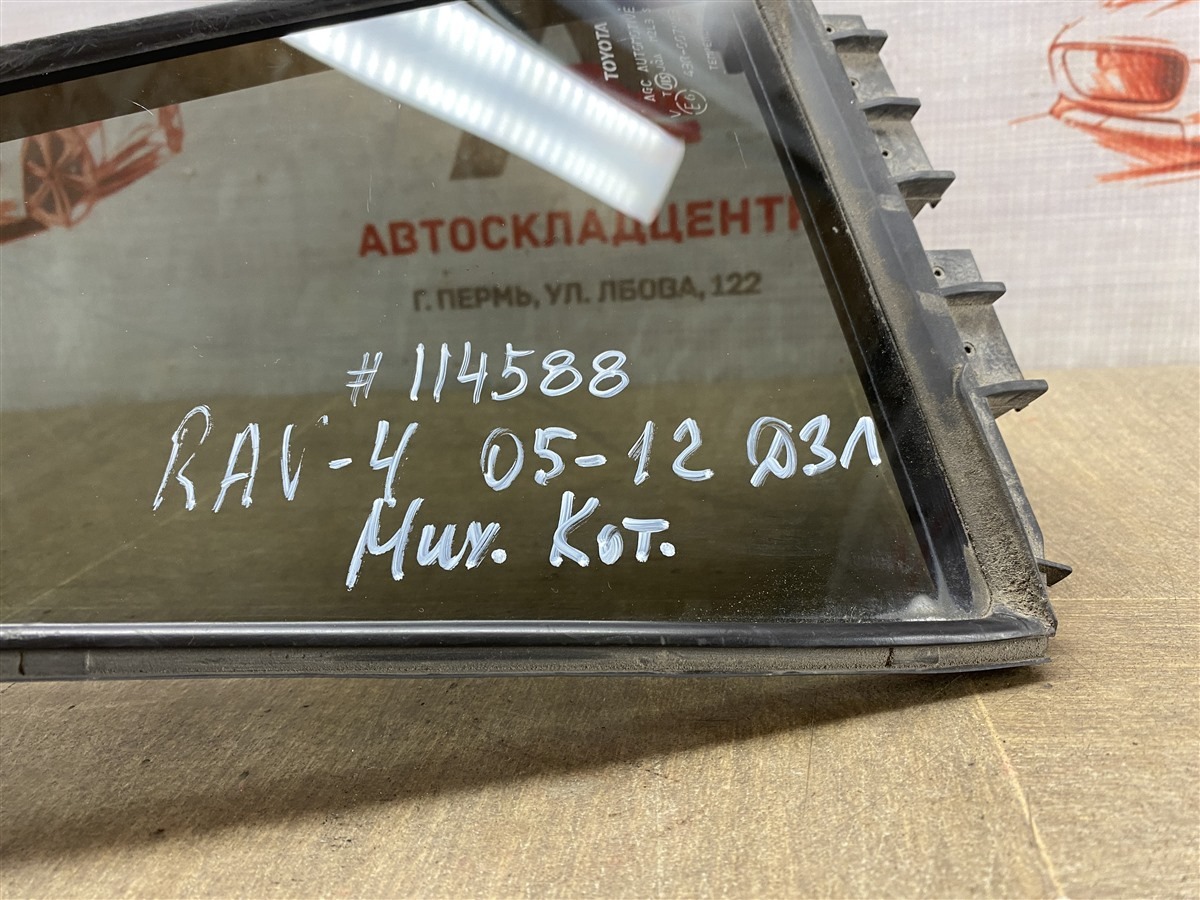 TOYOTA
AGC AUTOMOTIVE
АВТОСКЛАДЦЕНТР
Г. ПЕРМЬ, УЛ. ЛБОВА, 122
# 114588
RAV-4 05-12 ДЗЛ
Мих. Кот.